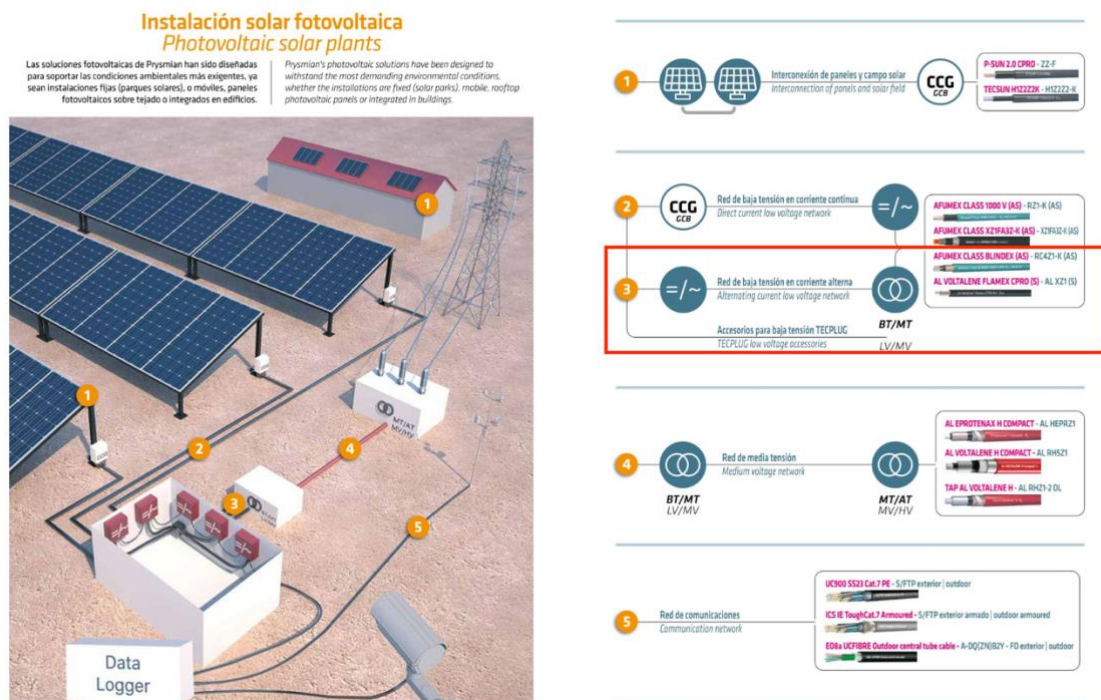 Instalación solar fotovoltaica
Photovoltaic solar plants
Las soluciones fotovoltaicas de Prysmian han sido diseñadas
para soportar las condiciones ambientales más exigentes, ya
sean instalaciones fijas (parques solares), o móviles, paneles
fotovoltaicos sobre tejado o integrados en edificios.
Prysmian's photovoltaic solutions have been designed to
withstand the most demanding environmental conditions,
whether the installations are fixed (solar parks), mobile, rooftop
photovoltaic panels or integrated in buildings.
1
1
2
3
4
5
MT/AT
MV/HV
=/~
=/~
=/~
=/~
=/~
Data
Logger
1
Interconexión de paneles y campo solar
Interconnection of panels and solar field
CCG
GCB
P-SUN 2.0 CPRO - ZZ-F
TECSUN H1Z2Z2K - H1Z2Z2-K
2
CCG
GCB
Red de baja tensión en corriente continua
Direct current low voltage network
=/~
AFUMEX CLASS 1000 V (AS) - RZ1-K (AS)
AFUMEX CLASS XZ1FA3Z-K (AS) - XZ1FA3Z-K (AS)
AFUMEX CLASS BLINDEX (AS) - RC4Z1-K (AS)
AL VOLTALENE FLAMEX CPRO (S) - AL XZ1 (S)
3
=/~
Red de baja tensión en corriente alterna
Alternating current low voltage network
BT/MT
LV/MV
Accesorios para baja tensión TECPLUG
TECPLUG low voltage accessories
4
BT/MT
LV/MV
Red de media tensión
Medium voltage network
MT/AT
MV/HV
AL EPROTENAX H COMPACT - AL HEPRZ1
AL VOLTALENE H COMPACT - AL RH5Z1
TAP AL VOLTALENE H - AL RHZ1-2 OL
5
Red de comunicaciones
Communication network
UC900 SS23 Cat.7 PE - S/FTP exterior | outdoor
ICS IE ToughCat.7 Armoured - S/FTP exterior armado | outdoor armoured
EO8a UCFIBRE Outdoor central tube cable - A-DQ(ZN)B2Y - FO exterior | outdoor